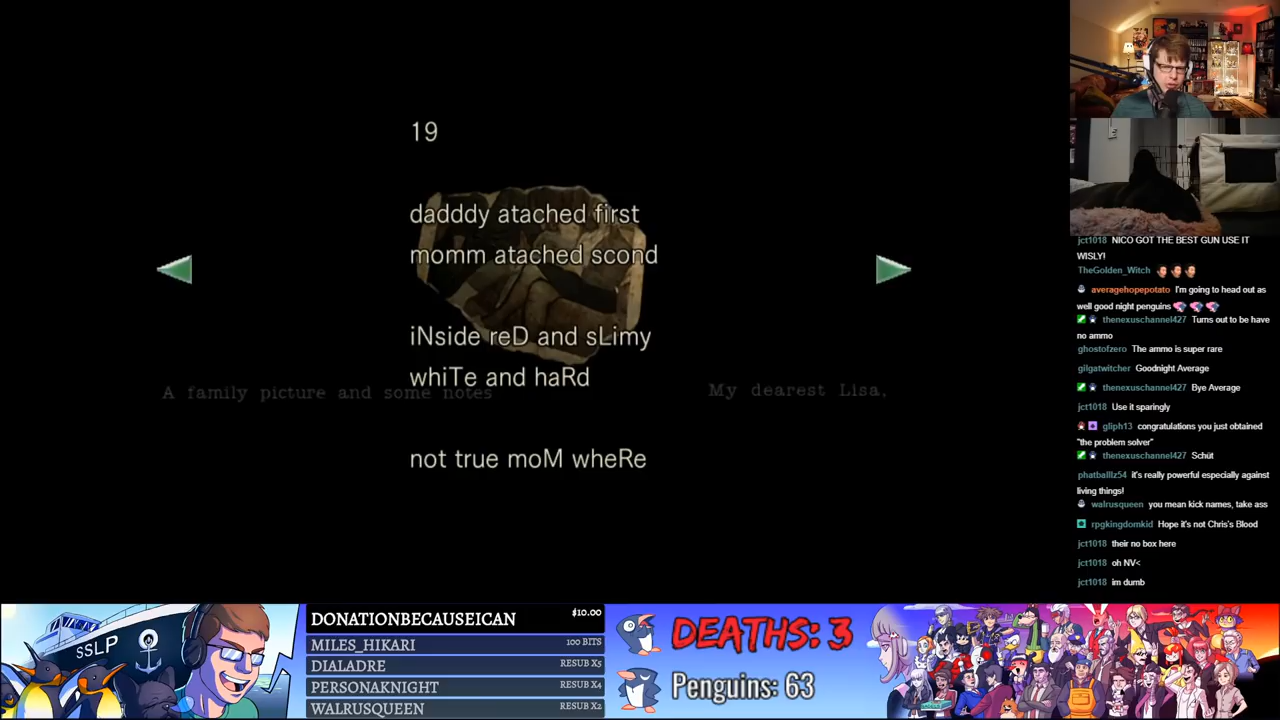 19
dadddy atached first
momm atached scond
iNside reD and sLimy
whiTe and haRd
A family picture and some notes
My dearest Lisa,
not true moM wheRe
jct1018 NICO GOT THE BEST GUN USE IT
WISLY!
TheGolden_Witch
averagehopepotato I'm going to head out as
well good night penguins
thenexuschannel427 Turns out to be have
no ammo
ghostofzero The ammo is super rare
gilgatwitcher Goodnight Average
thenexuschannel427 Bye Average
jct1018 Use it sparingly
gliph13 congratulations you just obtained
"the problem solver"
thenexuschannel427 Schüt
phatballlz54 it's really powerful especially against
living things!
walrusqueen you mean kick names, take ass
rpgkingdomkid Hope it's not Chris's Blood
jct1018 their no box here
jct1018 oh NV<
jct1018 im dumb
SSLP
DONATIONBECAUSEICAN $10.00
MILES_HIKARI 100 BITS
DIALADRE RESUB X5
PERSONAKNIGHT RESUB X4
WALRUSQUEEN RESUB X2
DEATHS: 3
Penguins: 63